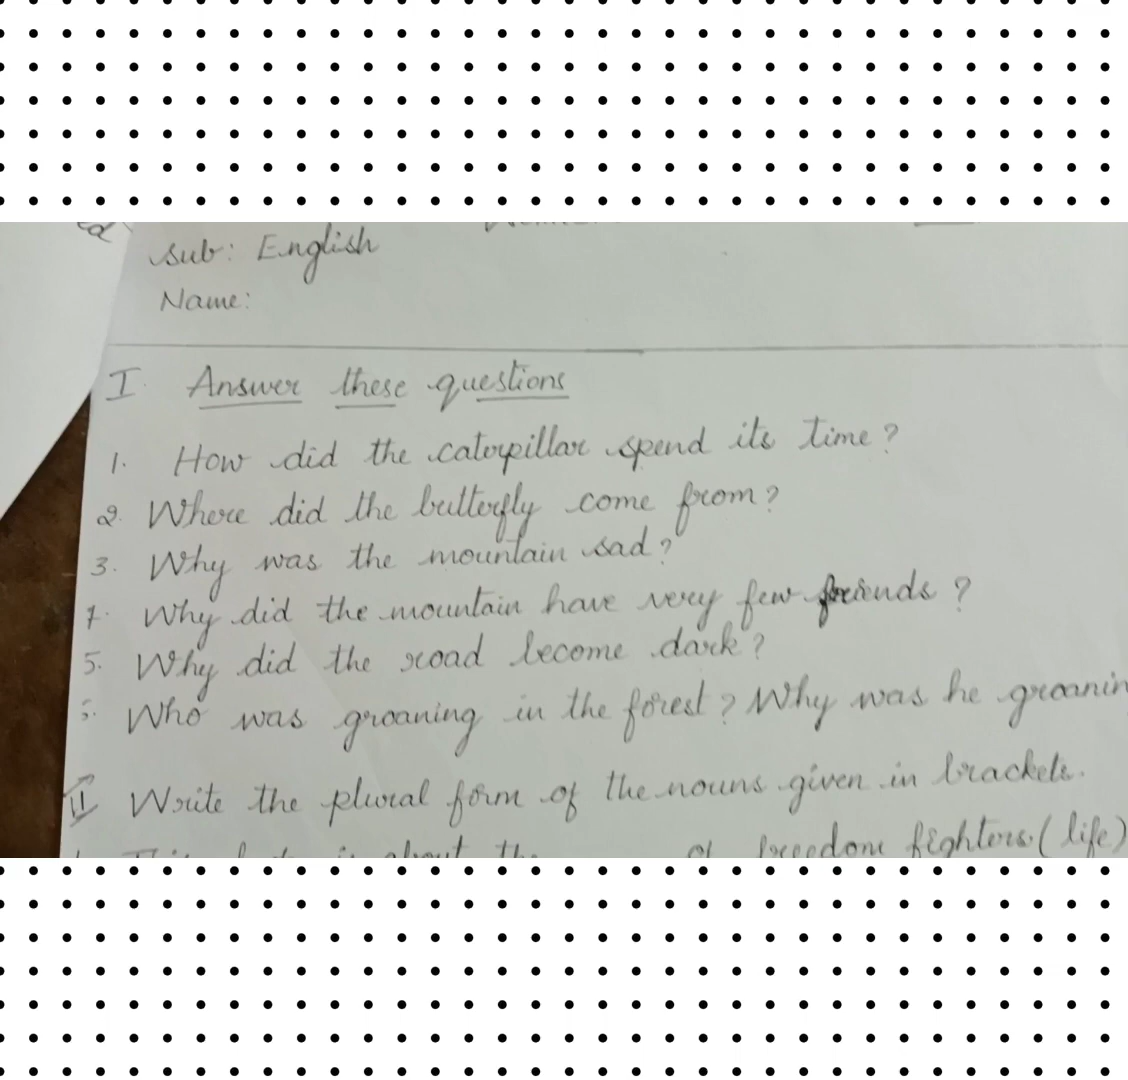 Sub: English
Name:
I. Answer these questions
1. How did the caterpillar spend its time?
2. Where did the butterfly come from?
3. Why was the mountain sad?
4. Why did the mountain have very few friends?
5. Why did the road become dark?
Who was groaning in the forest? Why was he
II Write the plural form of the nouns given in brackets.
is about of freedom fighters (life)